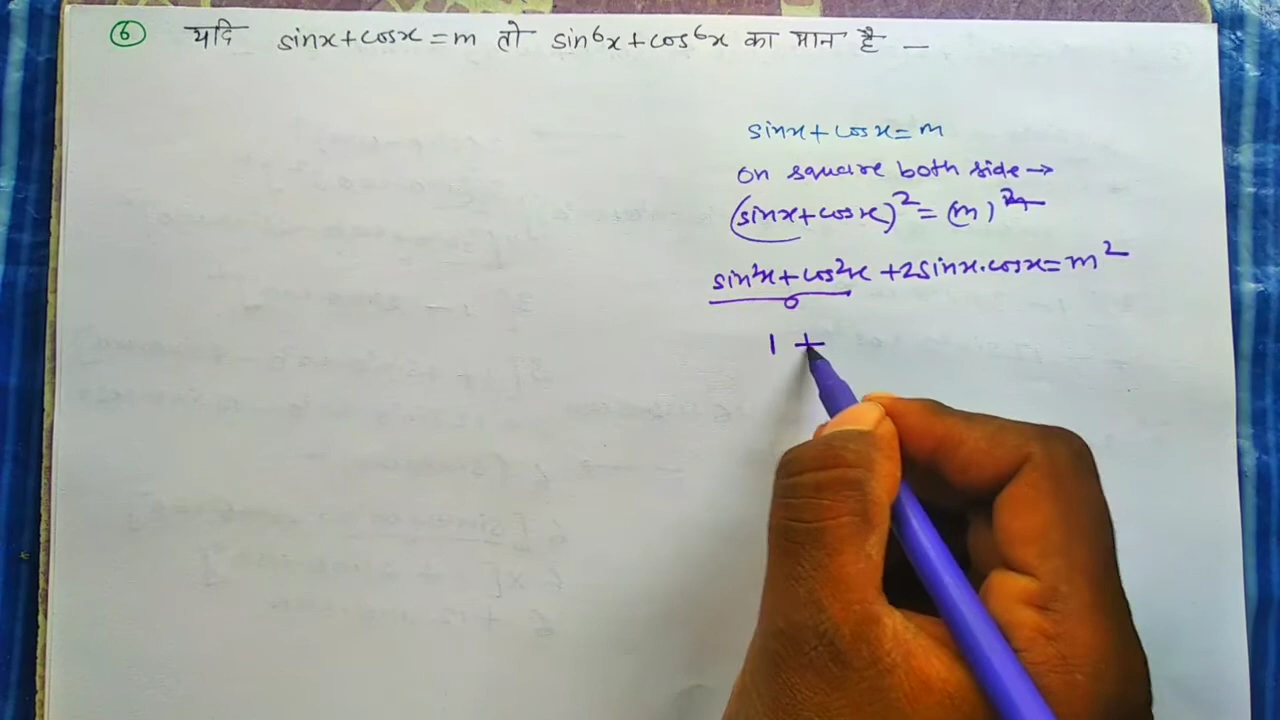 ⑥ यदि sinx+cosx=m तो sin⁶x+cos⁶x का मान है —
sinx+cosx=m
on square both side→
(sinx+cosx)²=(m)²
sin²x+cos²x+2sinx.cosx=m²
1 +